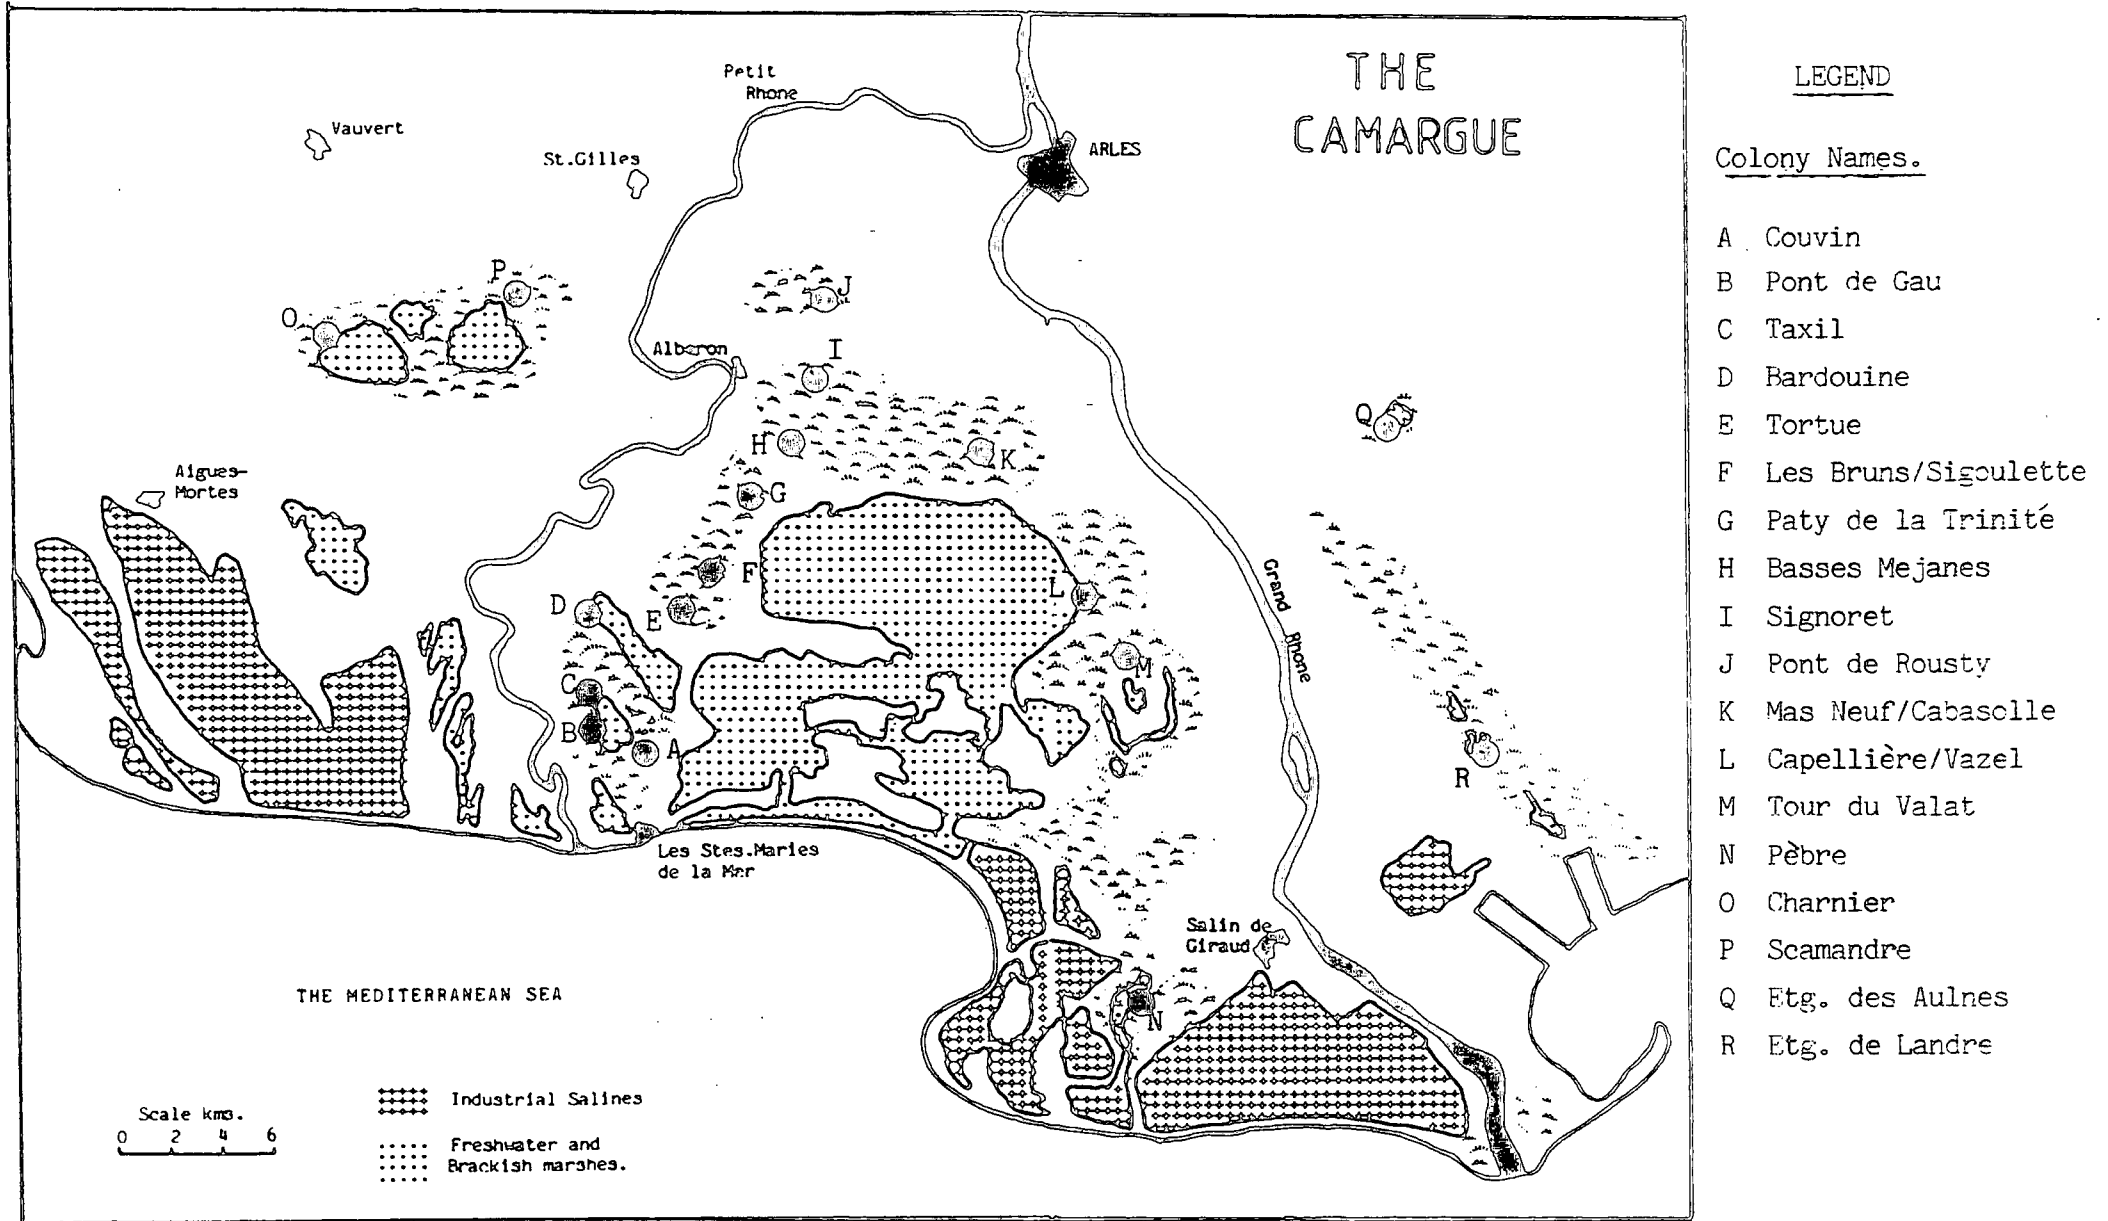 THE
CAMARGUE
Petit
Rhone
Vauvert
St.Gilles
ARLES
P
J
O
Albaron
I
Q
H
K
Aigues-
Mortes
G
F
L
D
E
Grand
Rhone
M
C
B
A
R
Les Stes.Maries
de la Mer
Salin de
Giraud
N
THE MEDITERRANEAN SEA
Scale kms.
0 2 4 6
Industrial Salines
Freshwater and
Brackish marshes.
LEGEND
Colony Names.
A Couvin
B Pont de Gau
C Taxil
D Bardouine
E Tortue
F Les Bruns/Sigoulette
G Paty de la Trinité
H Basses Mejanes
I Signoret
J Pont de Rousty
K Mas Neuf/Cabasolle
L Capellière/Vazel
M Tour du Valat
N Pèbre
O Charnier
P Scamandre
Q Etg. des Aulnes
R Etg. de Landre